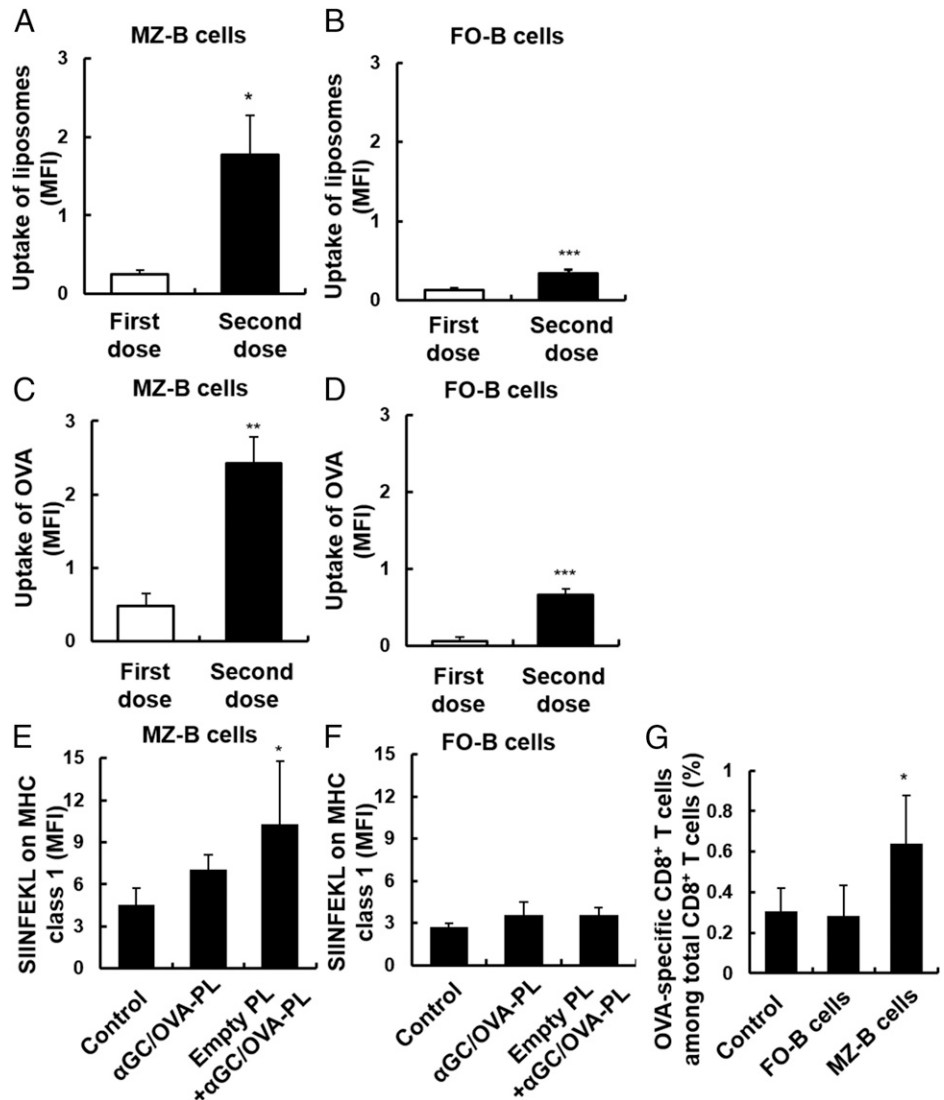 A
MZ-B cells
Uptake of liposomes
(MFI)
3
2
1
0
*
First
dose
Second
dose
B
FO-B cells
Uptake of liposomes
(MFI)
3
2
1
0
***
First
dose
Second
dose
C
MZ-B cells
Uptake of OVA
(MFI)
3
2
1
0
**
First
dose
Second
dose
D
FO-B cells
Uptake of OVA
(MFI)
3
2
1
0
***
First
dose
Second
dose
E
MZ-B cells
SIINFEKL on MHC
class 1 (MFI)
15
12
9
6
3
0
*
Control
αGC/OVA-PL
Empty PL
+αGC/OVA-PL
F
FO-B cells
SIINFEKL on MHC
class 1 (MFI)
15
12
9
6
3
0
Control
αGC/OVA-PL
Empty PL
+αGC/OVA-PL
G
OVA-specific CD8⁺ T cells
among total CD8⁺ T cells (%)
1
0.8
0.6
0.4
0.2
0
*
Control
FO-B cells
MZ-B cells